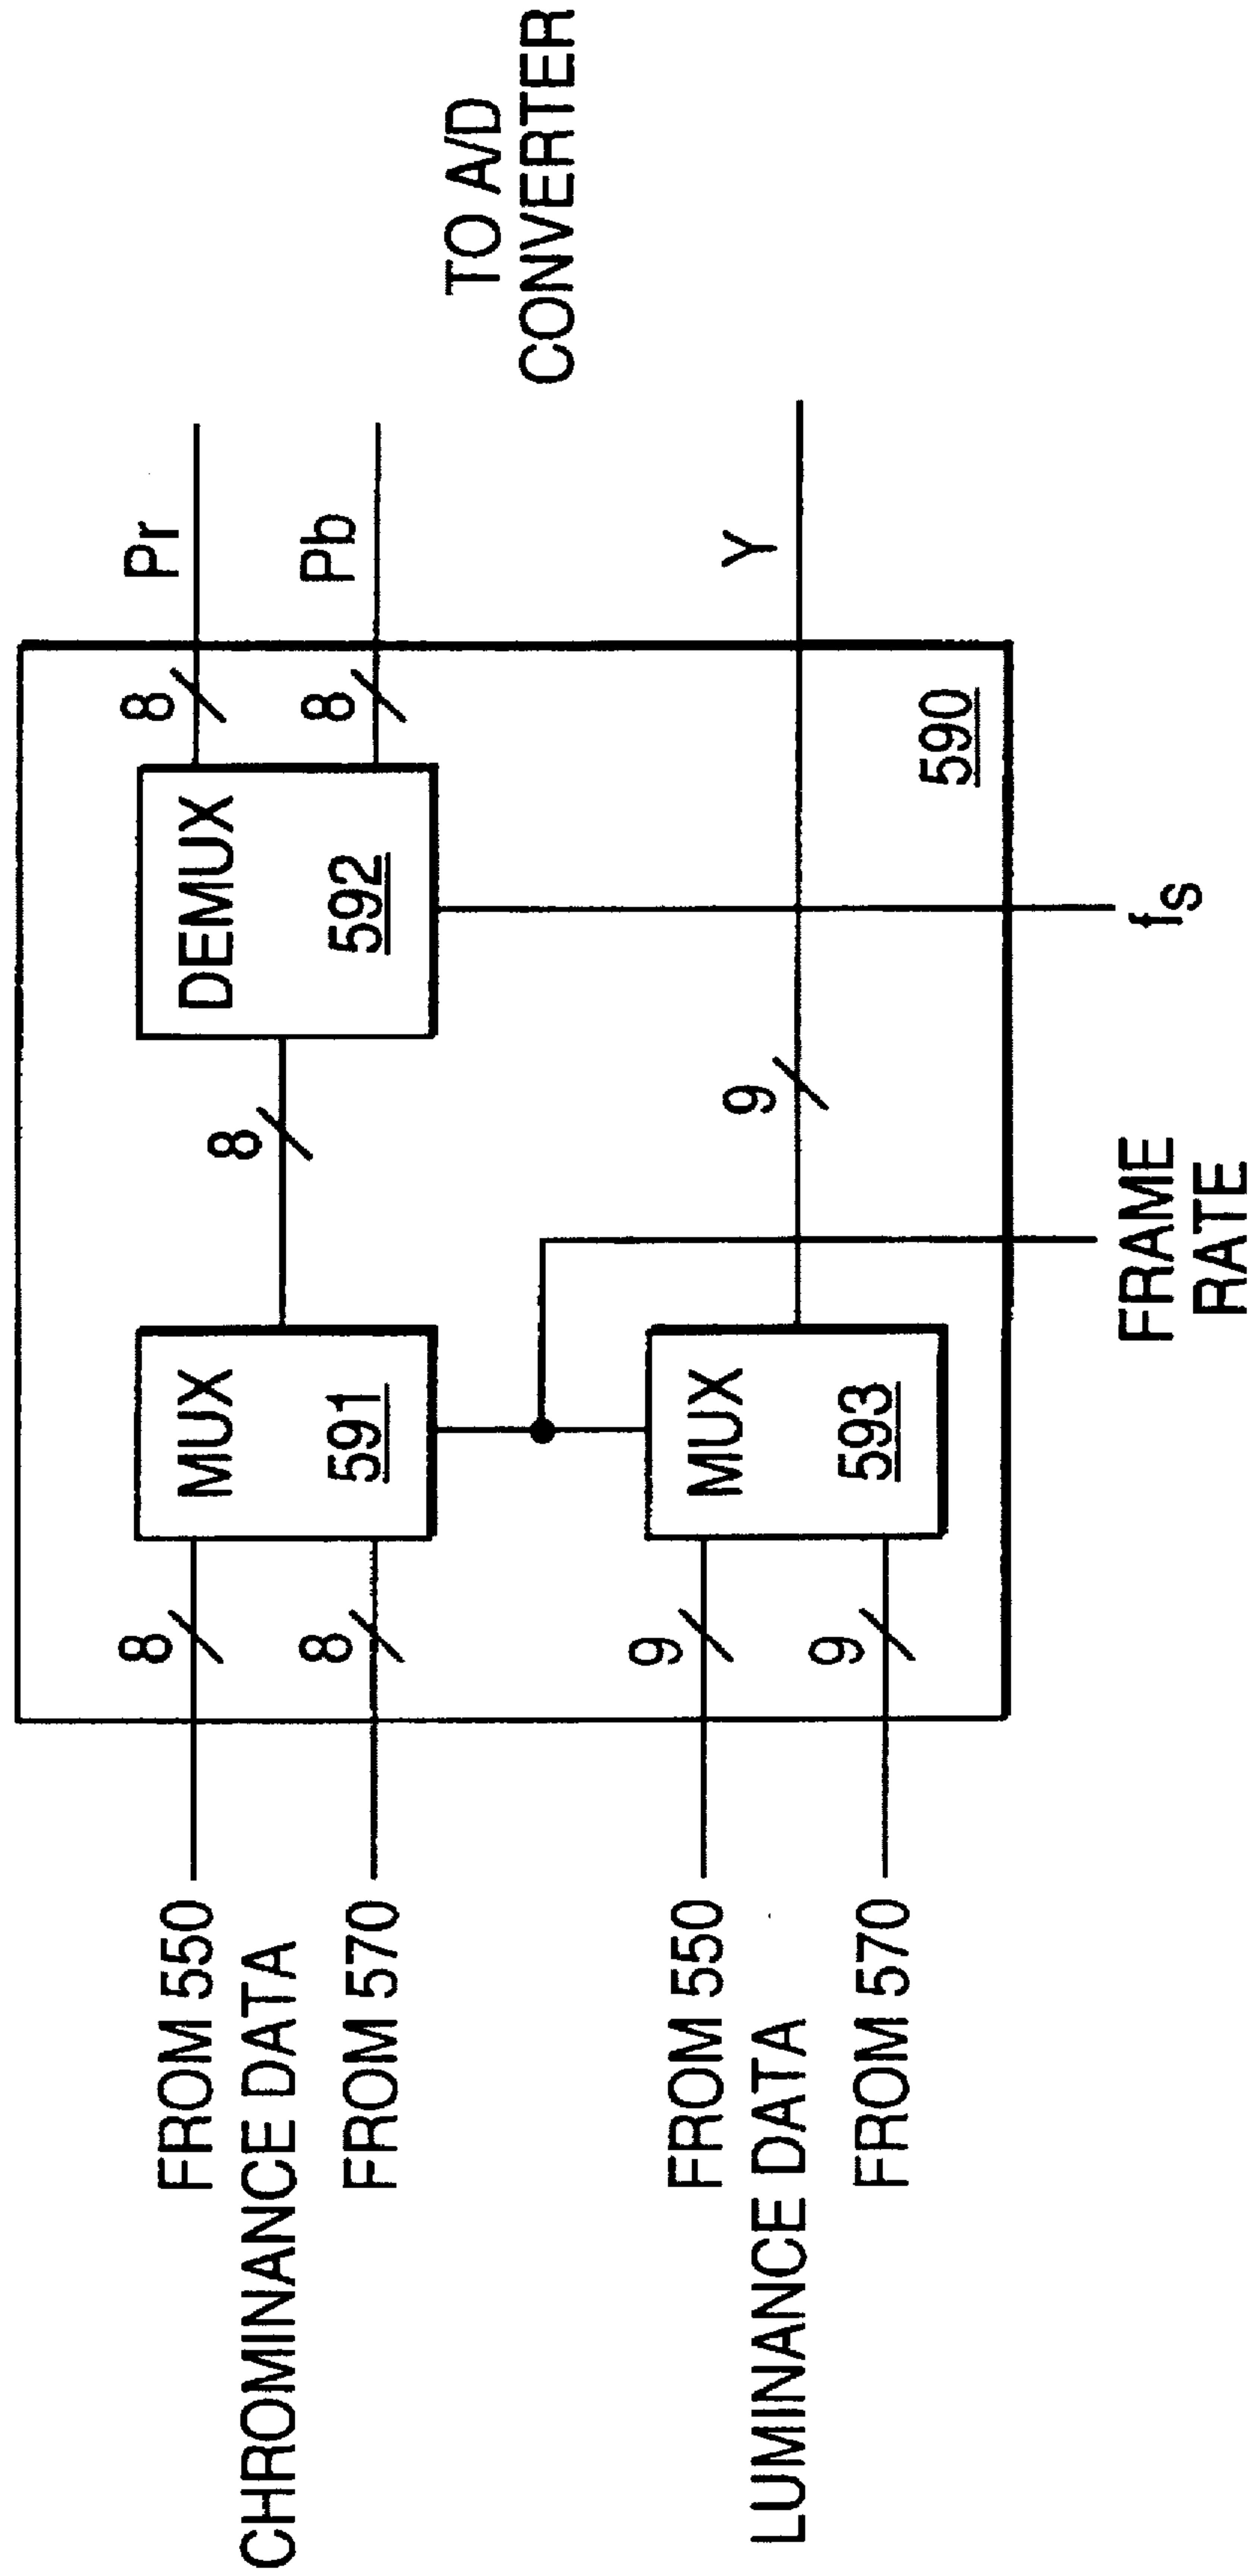 FROM 550
CHROMINANCE DATA
FROM 570
FROM 550
LUMINANCE DATA
FROM 570
8
8
9
9
MUX
591
MUX
593
8
9
DEMUX
592
8
8
590
Pr
Pb
Y
TO A/D
CONVERTER
FRAME
RATE
fS